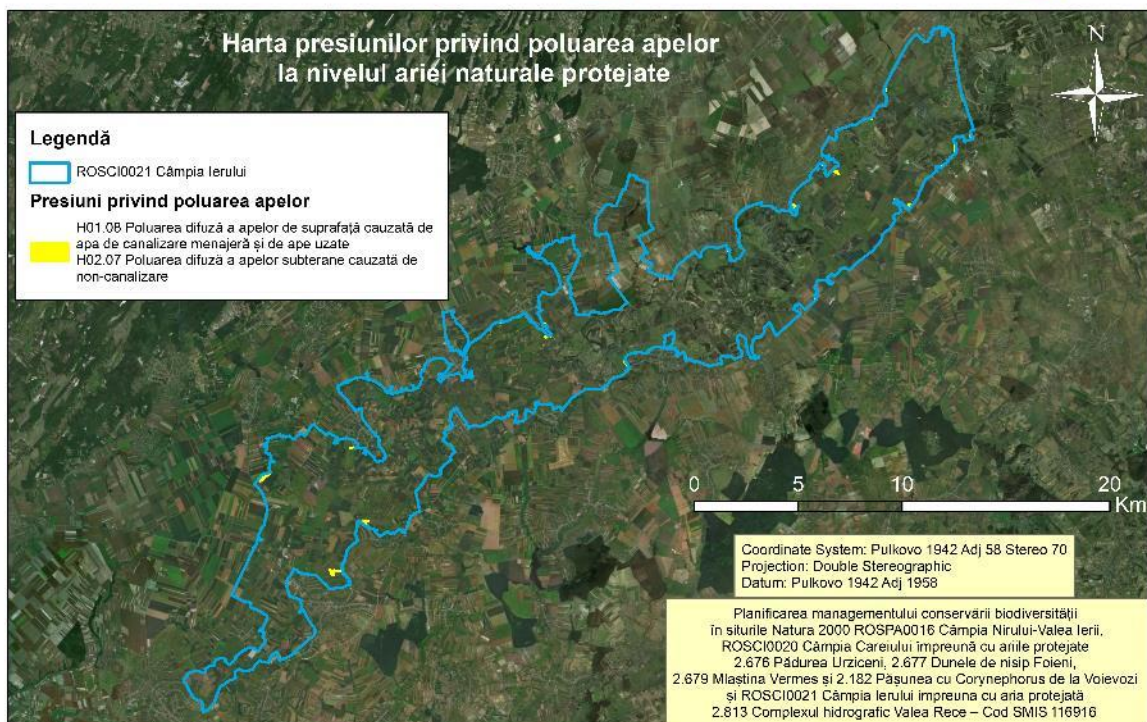 Harta presiunilor privind poluarea apelor
la nivelul ariei naturale protejate
N
Legendă
ROSCI0021 Câmpia Ierului
Presiuni privind poluarea apelor
H01.08 Poluarea difuză a apelor de suprafață cauzată de
apa de canalizare menajeră și de ape uzate
H02.07 Poluarea difuză a apelor subterane cauzată de
non-canalizare
0 5 10 20
Km
Coordinate System: Pulkovo 1942 Adj 58 Stereo 70
Projection: Double Stereographic
Datum: Pulkovo 1942 Adj 1958
Planificarea managementului conservării biodiversității
în siturile Natura 2000 ROSPA0016 Câmpia Nirului-Valea Ierii,
ROSCI0020 Câmpia Careiului împreună cu ariile protejate
2.676 Pădurea Urziceni, 2.677 Dunele de nisip Foieni,
2.679 Mlaștina Vermes și 2.182 Pășunea cu Corynephorus de la Voievozi
și ROSCI0021 Câmpia Ierului împreuna cu aria protejată
2.813 Complexul hidrografic Valea Rece – Cod SMIS 116916